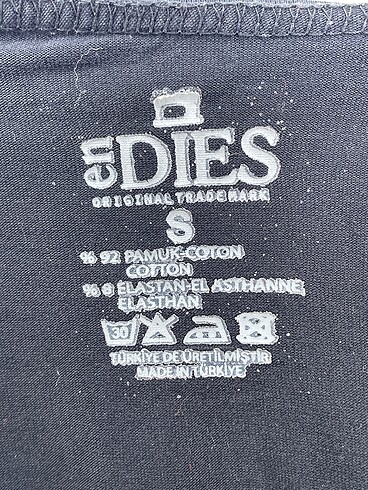 en DIES
ORIGINAL TRADE MARK
S
% 92 PAMUK-COTON
COTTON
% 8 ELASTAN-EL ASTHANNE
ELASTHAN
30
TÜRKİYE DE ÜRETİLMİŞTİR
MADE IN TÜRKİYE